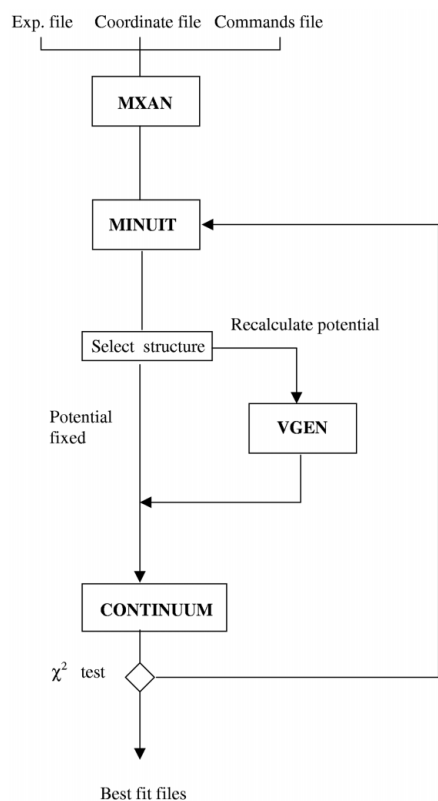 Exp. file Coordinate file Commands file
MXAN
MINUIT
Recalculate potential
Select structure
Potential
fixed
VGEN
CONTINUUM
χ² test
Best fit files